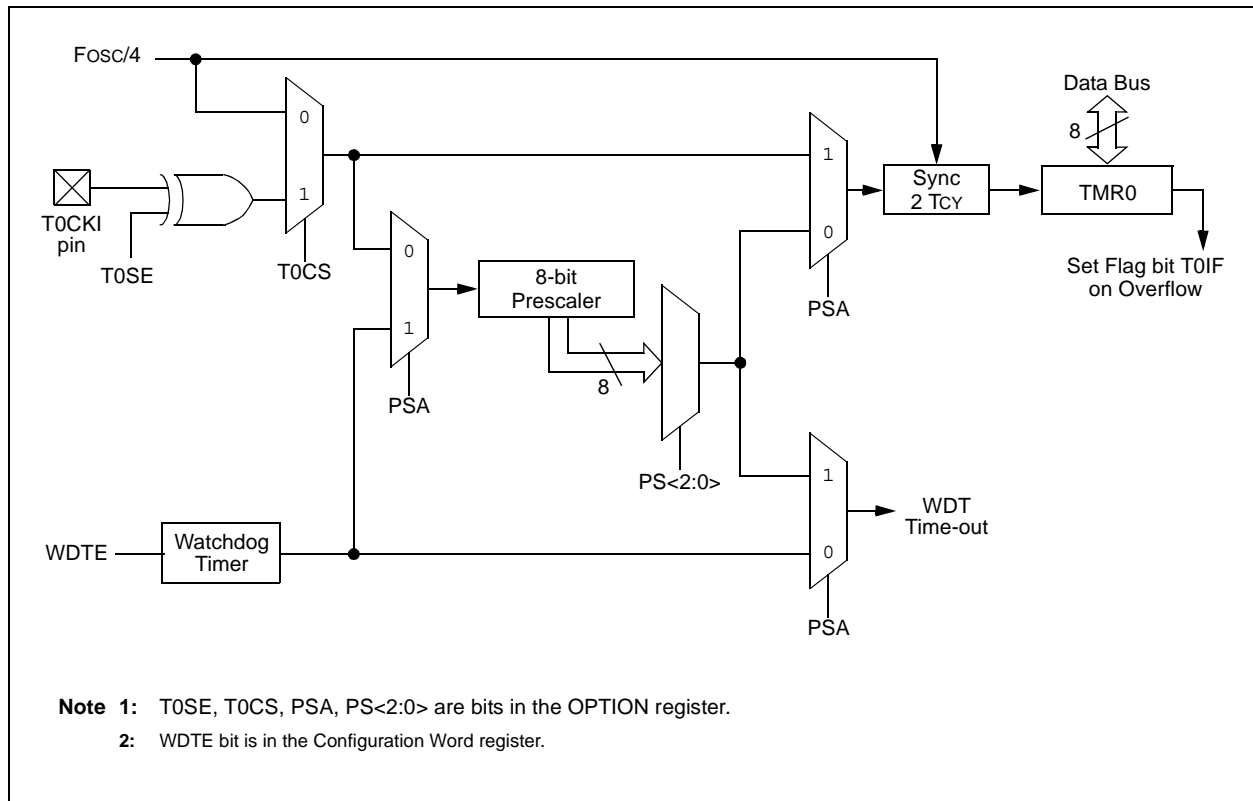 FOSC/4
Data Bus
0
8
1
1
Sync
2 TCY
TMR0
T0CKI
pin
T0SE
T0CS
0
8-bit
Prescaler
0
Set Flag bit T0IF
on Overflow
PSA
1
8
PSA
PS<2:0>
1
WDT
Time-out
WDTE
Watchdog
Timer
0
PSA
Note 1: T0SE, T0CS, PSA, PS<2:0> are bits in the OPTION register.
2: WDTE bit is in the Configuration Word register.